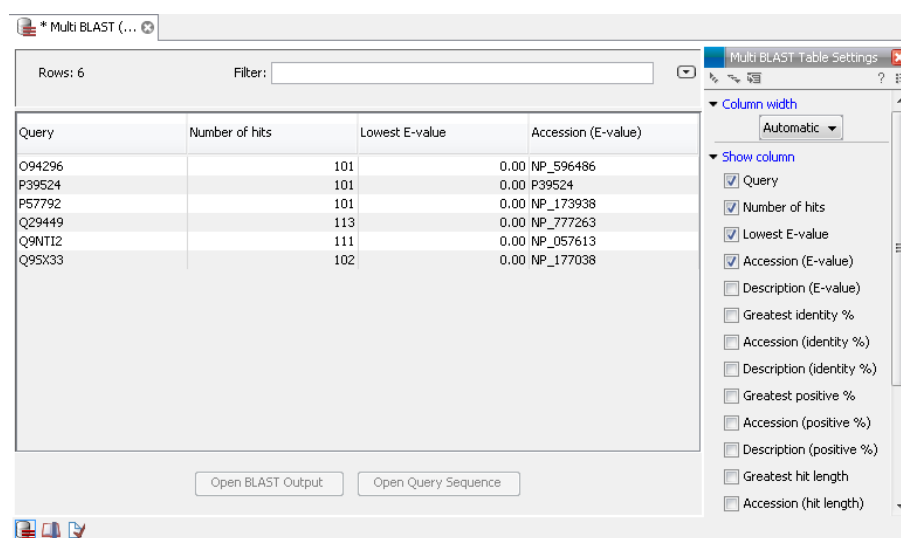 * Multi BLAST (...
Rows: 6
Filter:
Multi BLAST Table Settings
?
Query
Number of hits
Lowest E-value
Accession (E-value)
O94296 101 0.00 NP_596486
P39524 101 0.00 P39524
P57792 101 0.00 NP_173938
Q29449 113 0.00 NP_777263
Q9NTI2 111 0.00 NP_057613
Q9SX33 102 0.00 NP_177038
Column width
Automatic
Show column
Query
Number of hits
Lowest E-value
Accession (E-value)
Description (E-value)
Greatest identity %
Accession (identity %)
Description (identity %)
Greatest positive %
Accession (positive %)
Description (positive %)
Greatest hit length
Accession (hit length)
Open BLAST Output
Open Query Sequence